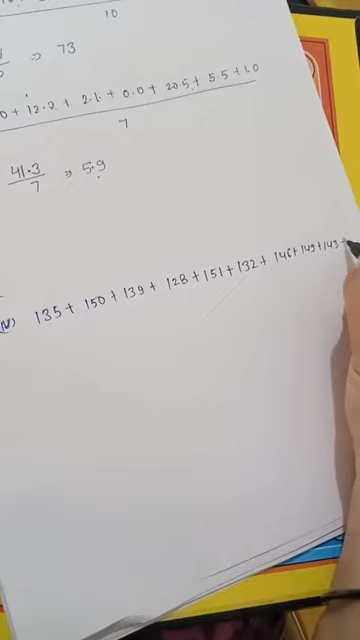 10
⇒ 73
0 + 12.2 + 2.1 + 0.0 + 20.5 + 5.5 + 1.0
7
41.3 ⇒ 5.9
7
(iv) 135 + 150 + 139 + 128 + 151 + 132 + 146 + 149 + 143 +